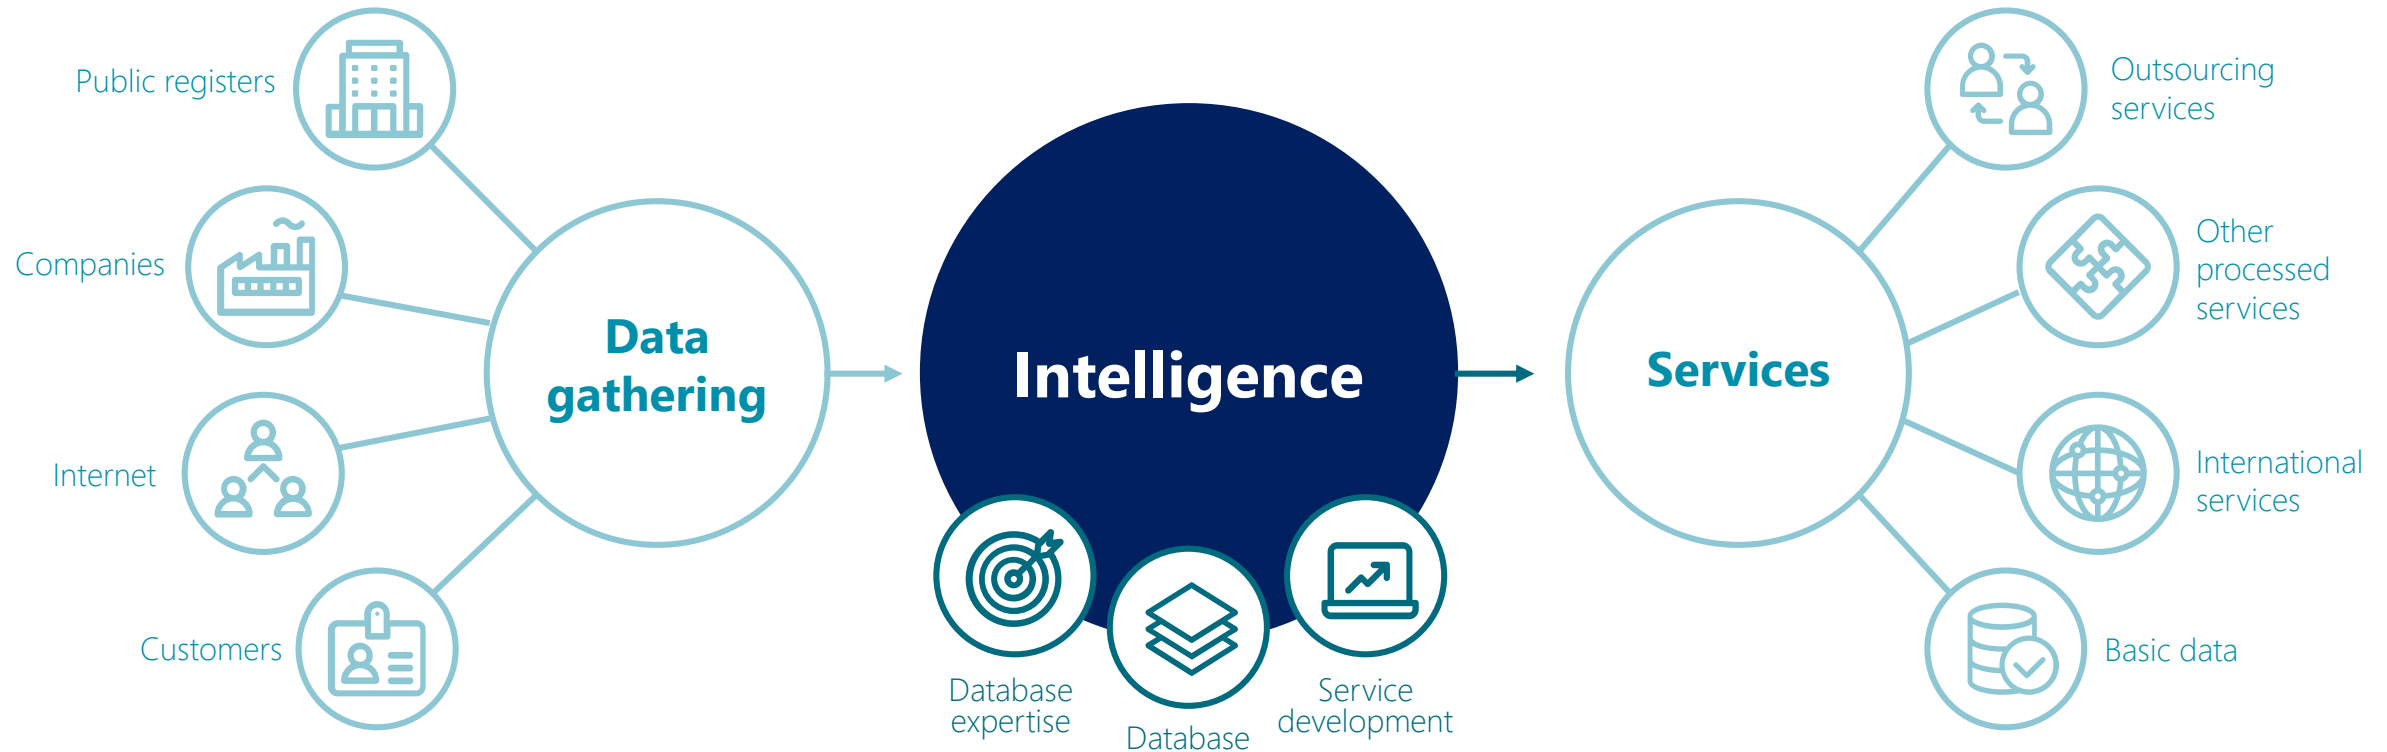 Public registers
Companies
Internet
Customers
Data
gathering
Intelligence
Database
expertise
Database
Service
development
Services
Outsourcing
services
Other
processed
services
International
services
Basic data